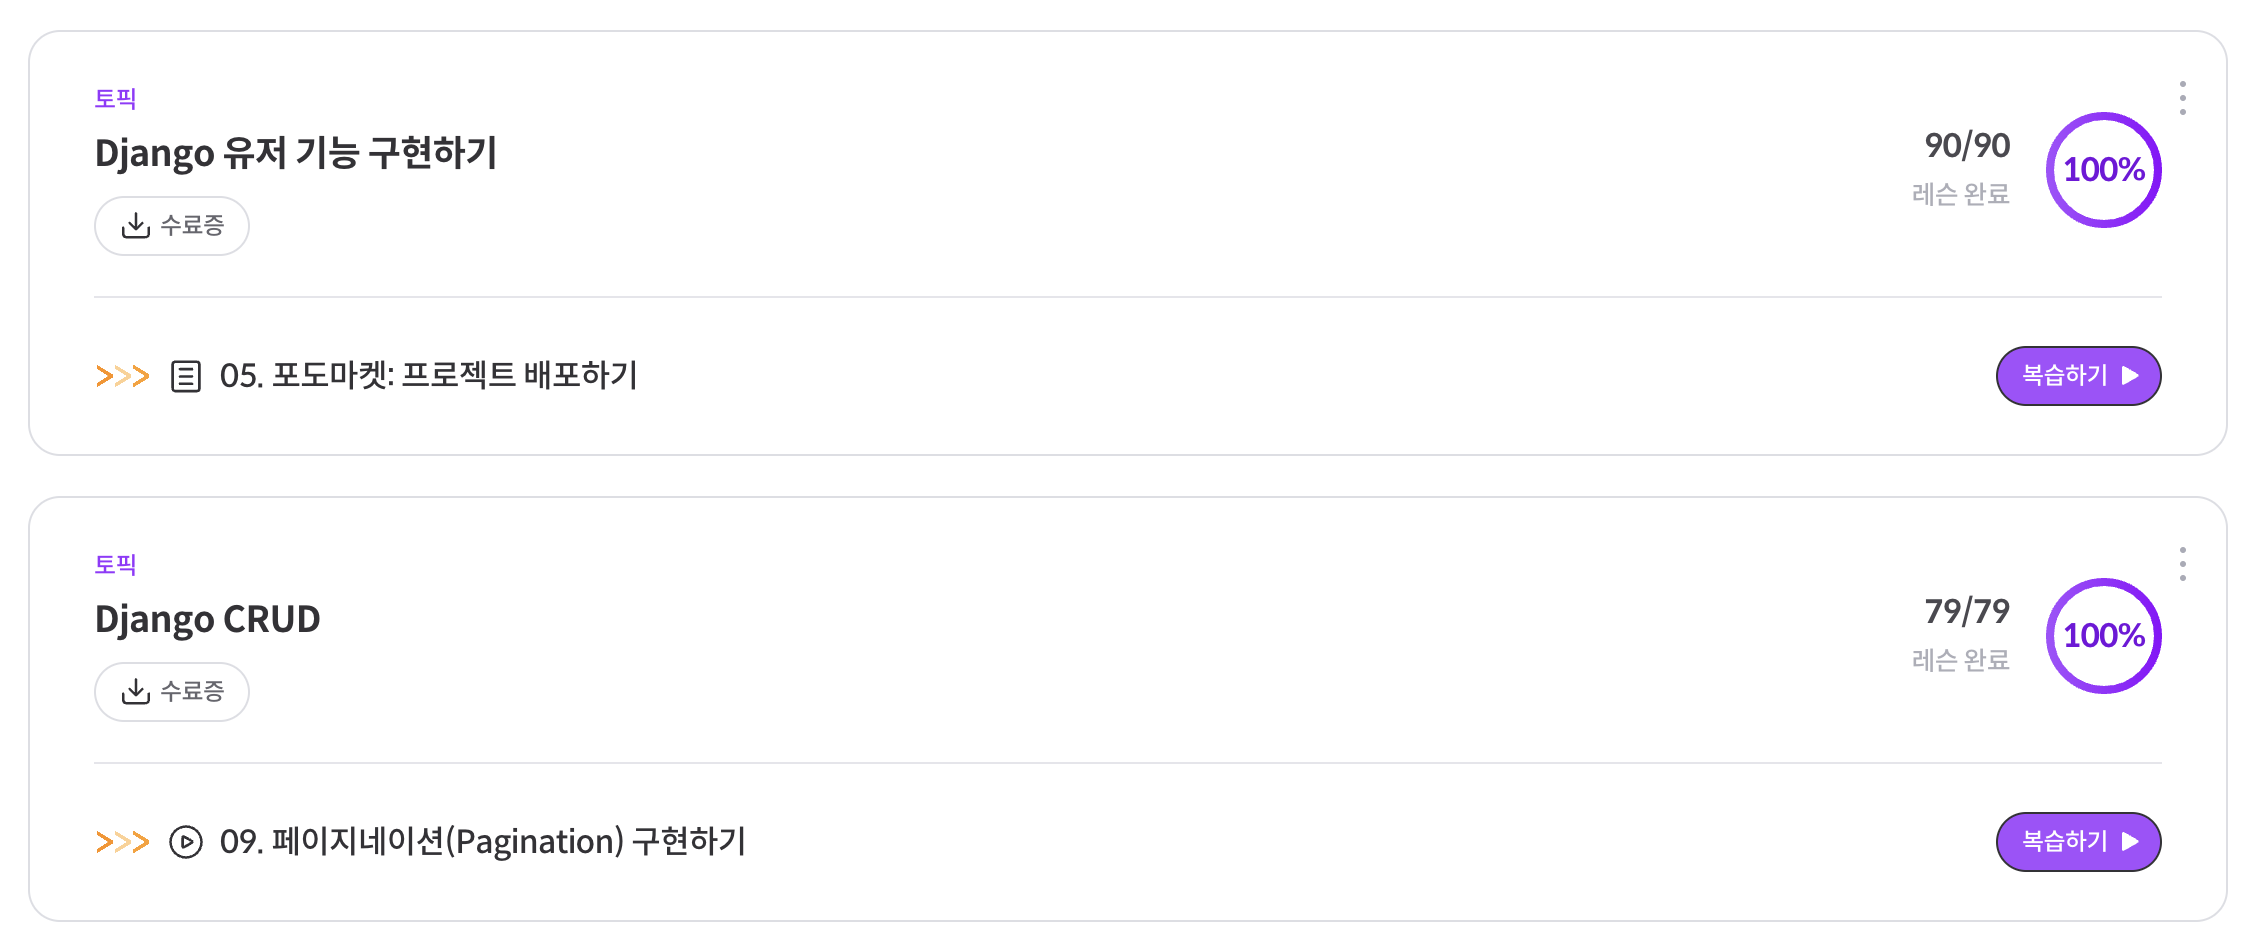 토픽
Django 유저 기능 구현하기
수료증
90/90
레슨 완료
100%
05. 포도마켓: 프로젝트 배포하기
복습하기
토픽
Django CRUD
수료증
79/79
레슨 완료
100%
09. 페이지네이션(Pagination) 구현하기
복습하기